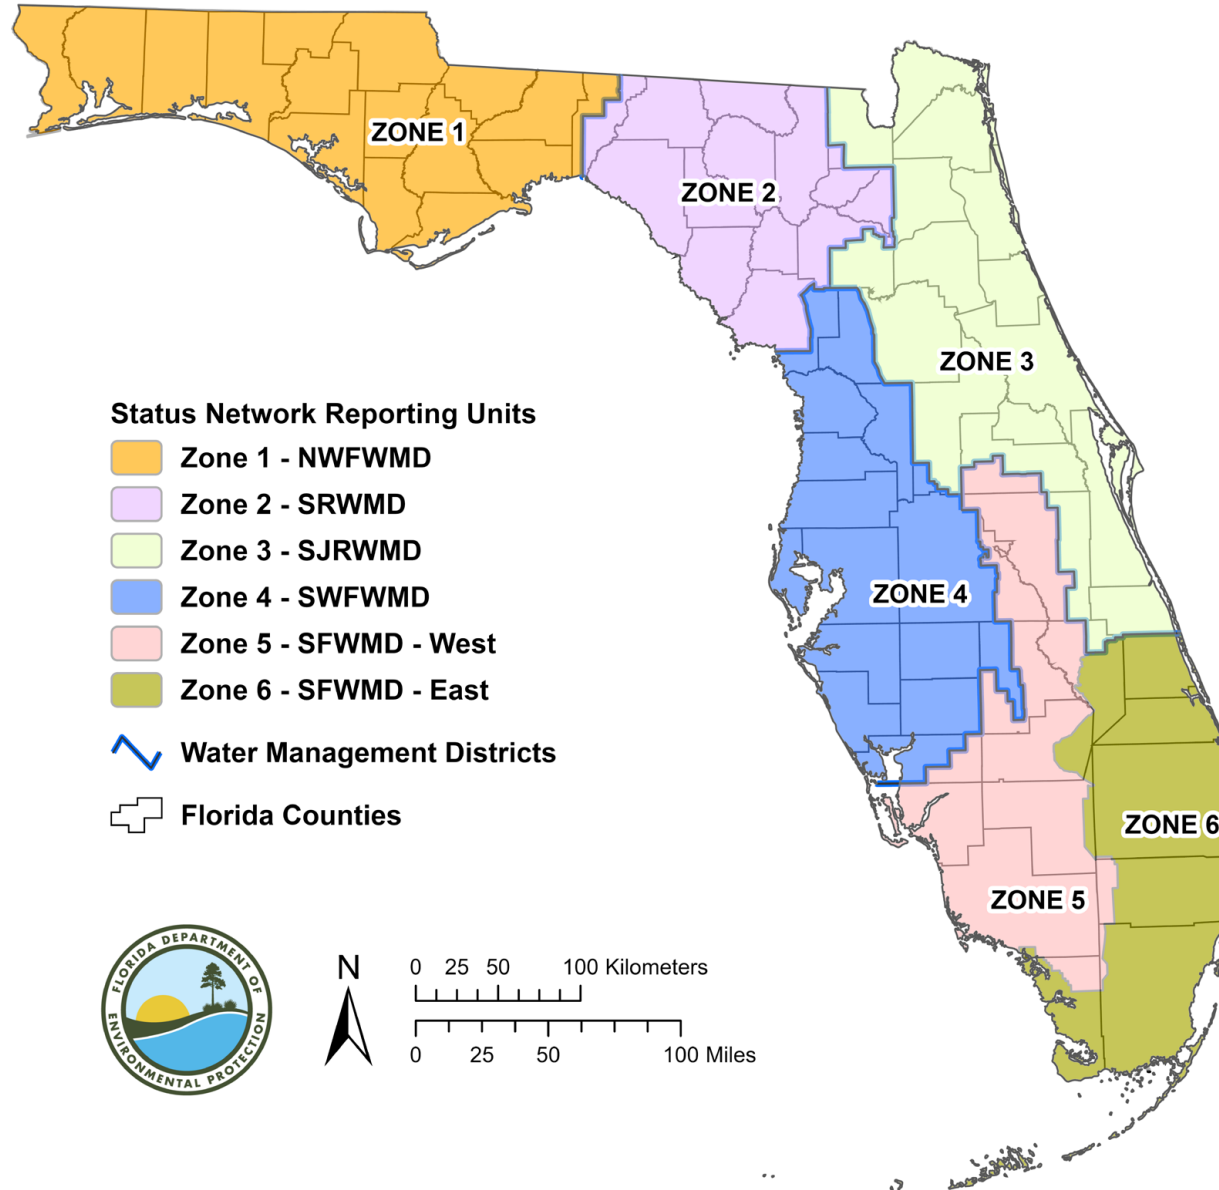 ZONE 1
ZONE 2
ZONE 3
ZONE 4
ZONE 5
ZONE 6
Status Network Reporting Units
Zone 1 - NWFWMD
Zone 2 - SRWMD
Zone 3 - SJRWMD
Zone 4 - SWFWMD
Zone 5 - SFWMD - West
Zone 6 - SFWMD - East
Water Management Districts
Florida Counties
FLORIDA DEPARTMENT OF
ENVIRONMENTAL PROTECTION
N
0 25 50 100 Kilometers
0 25 50 100 Miles